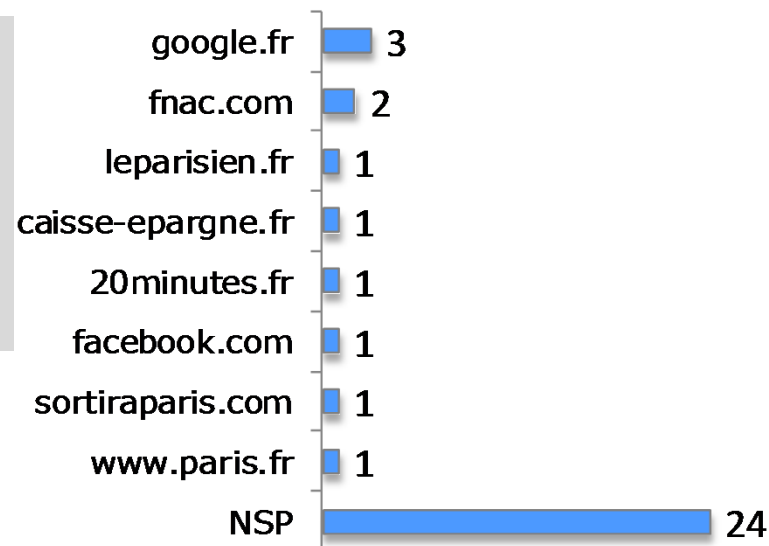 google.fr 3
fnac.com 2
leparisien.fr 1
caisse-epargne.fr 1
20minutes.fr 1
facebook.com 1
sortiraparis.com 1
www.paris.fr 1
NSP 24